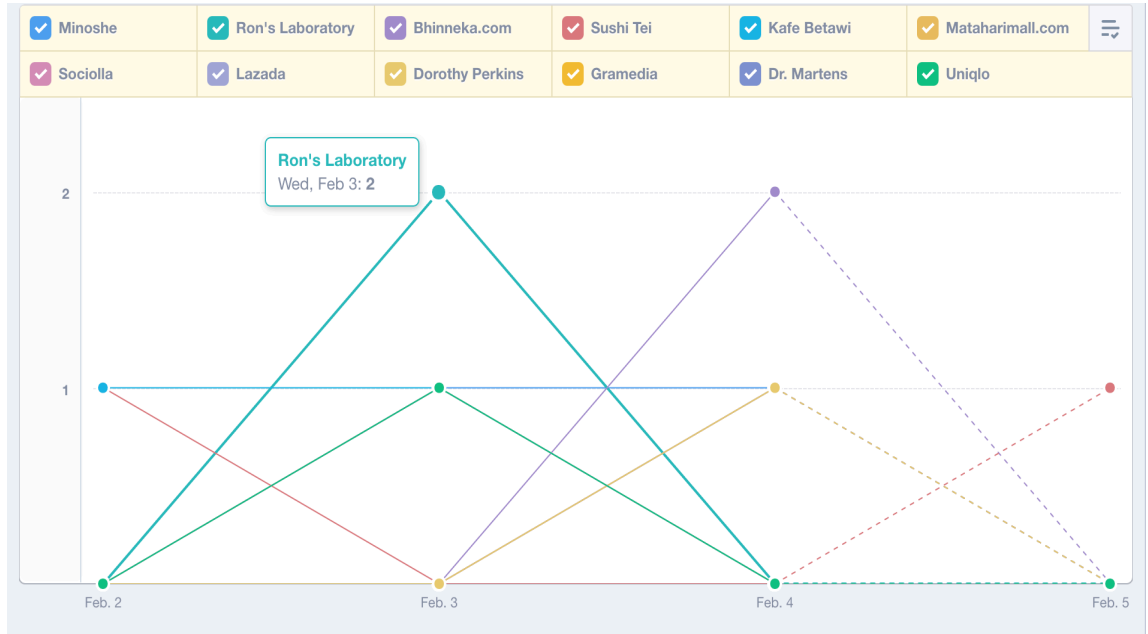 Minoshe Ron's Laboratory Bhinneka.com Sushi Tei Kafe Betawi Mataharimall.com
Sociolla Lazada Dorothy Perkins Gramedia Dr. Martens Uniqlo
Ron's Laboratory
Wed, Feb 3: 2
2
1
Feb. 2 Feb. 3 Feb. 4 Feb. 5